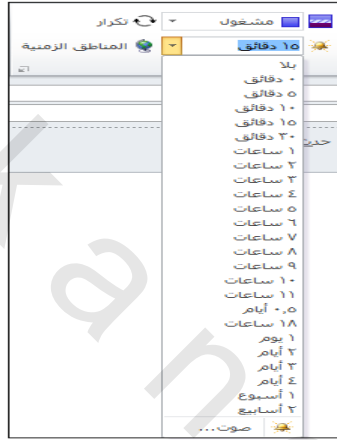 مشغول تكرار
١٥ دقائق المناطق الزمنية
بلا
٠ دقائق
٥ دقائق
١٠ دقائق
١٥ دقائق
٣٠ دقائق
١ ساعات
٢ ساعات
٣ ساعات
٤ ساعات
٥ ساعات
٦ ساعات
٧ ساعات
٨ ساعات
٩ ساعات
١٠ ساعات
١١ ساعات
٠,٥ أيام
١٨ ساعات
١ يوم
٢ أيام
٣ أيام
٤ أيام
١ أسبوع
٢ أسابيع
صوت...